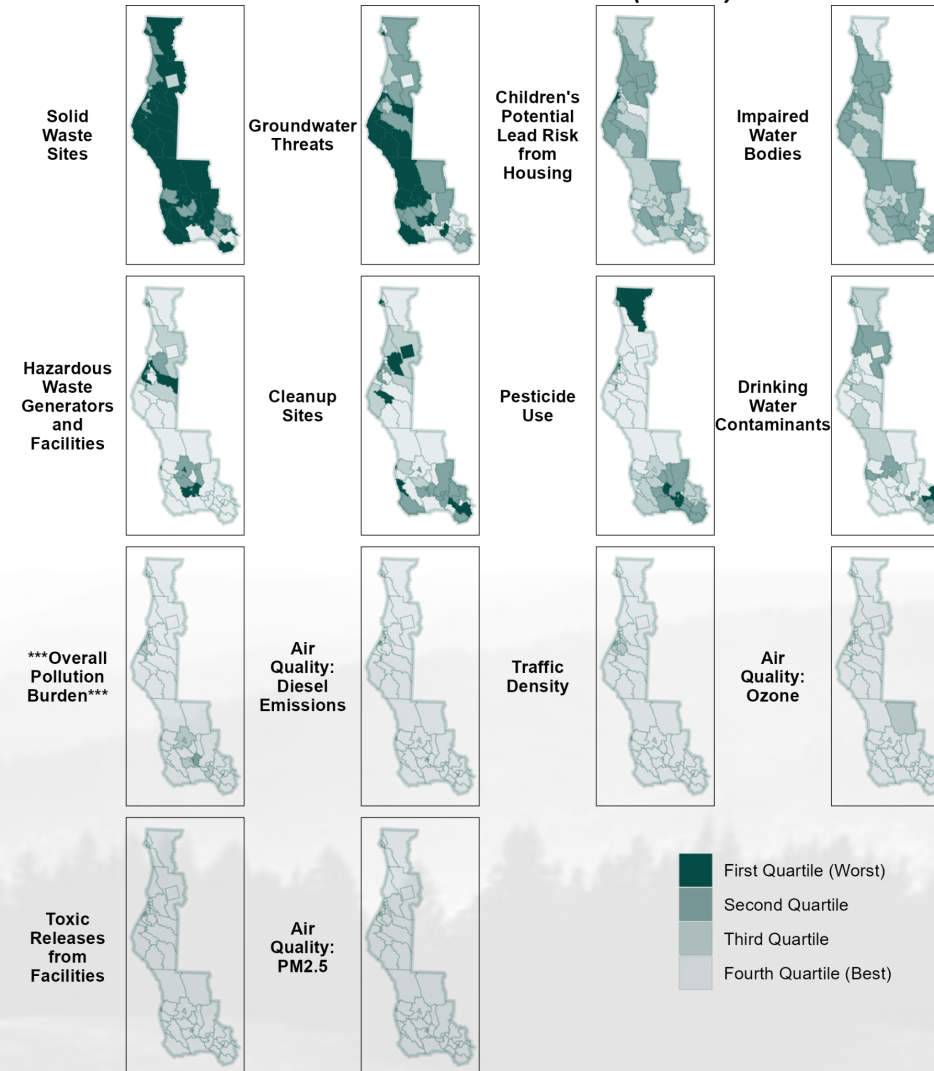 Solid
Waste
Sites
Groundwater
Threats
Children's
Potential
Lead Risk
from
Housing
Impaired
Water
Bodies
Hazardous
Waste
Generators
and
Facilities
Cleanup
Sites
Pesticide
Use
Drinking
Water
Contaminants
***Overall
Pollution
Burden***
Air
Quality:
Diesel
Emissions
Traffic
Density
Air
Quality:
Ozone
Toxic
Releases
from
Facilities
Air
Quality:
PM2.5
First Quartile (Worst)
Second Quartile
Third Quartile
Fourth Quartile (Best)